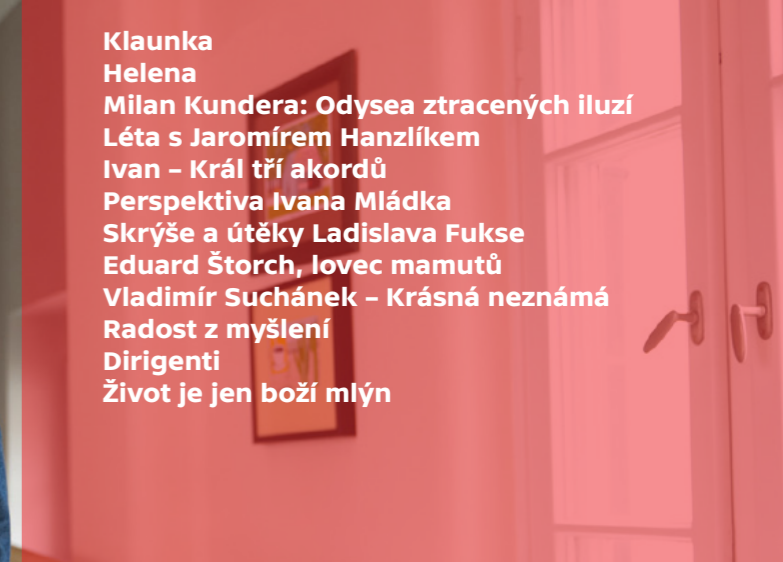 Klaunka
Helena
Milan Kundera: Odysea ztracených iluzí
Léta s Jaromírem Hanzlíkem
Ivan – Král tří akordů
Perspektiva Ivana Mládka
Skrýše a útěky Ladislava Fukse
Eduard Štorch, lovec mamutů
Vladimír Suchánek – Krásná neznámá
Radost z myšlení
Dirigenti
Život je jen boží mlýn